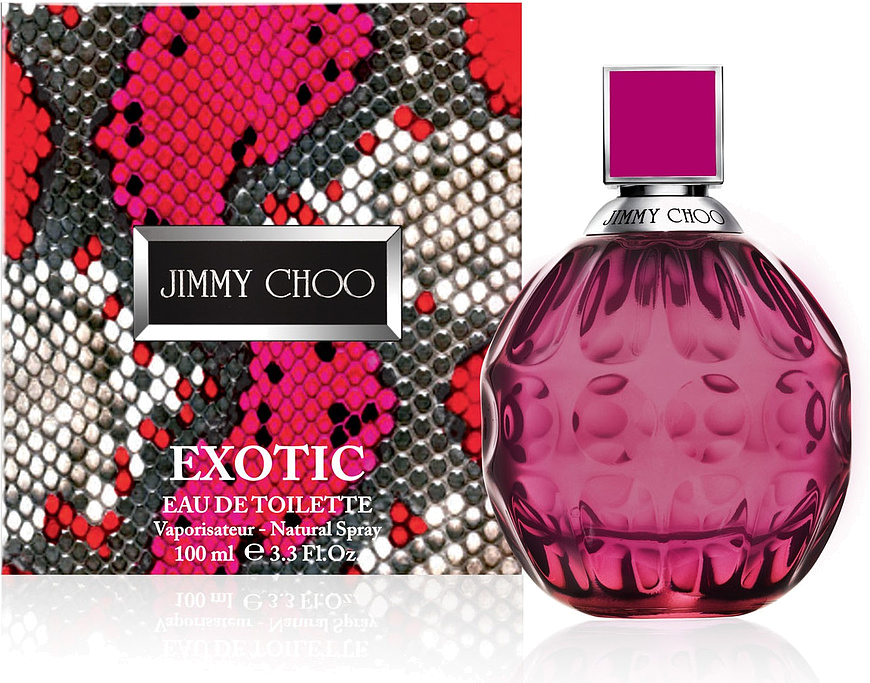 JIMMY CHOO
EXOTIC
EAU DE TOILETTE
Vaporisateur - Natural Spray
100 ml ℮ 3.3 Fl.Oz.
JIMMY CHOO